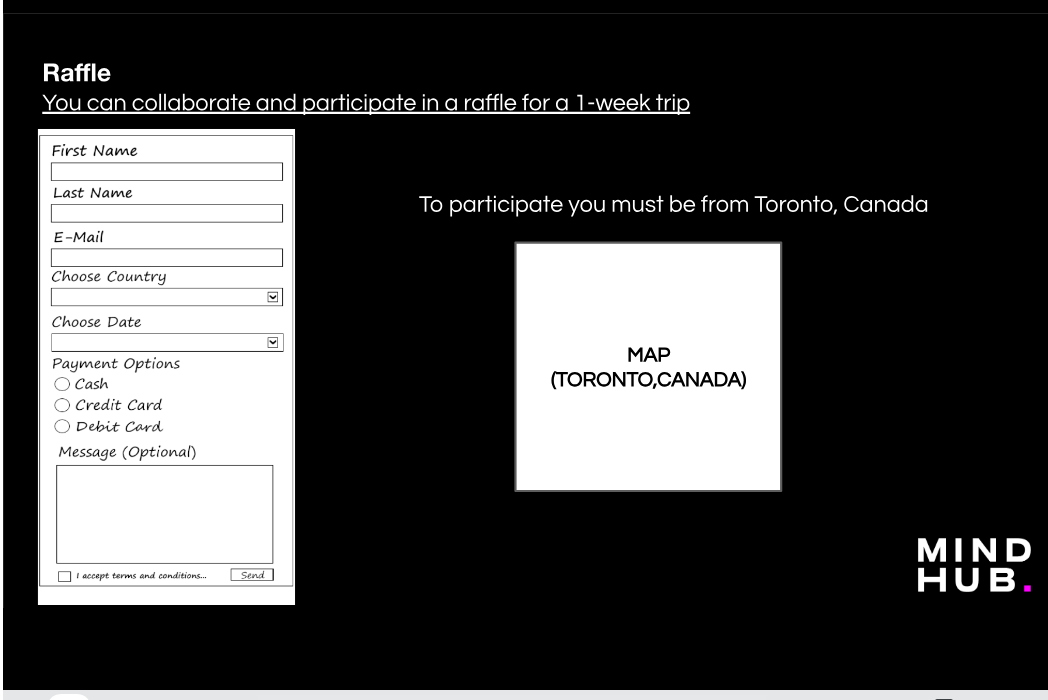 Raffle
You can collaborate and participate in a raffle for a 1-week trip
First Name
Last Name
E-Mail
Choose Country
Choose Date
Payment Options
Cash
Credit Card
Debit Card
Message (Optional)
I accept terms and conditions...
Send
To participate you must be from Toronto, Canada
MAP
(TORONTO,CANADA)
MIND
HUB.